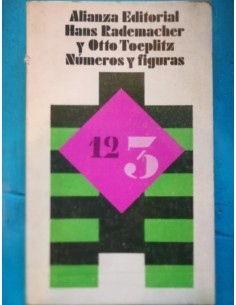 Alianza Editorial
Hans Rademacher
y Otto Toeplitz
Números y figuras
12 3